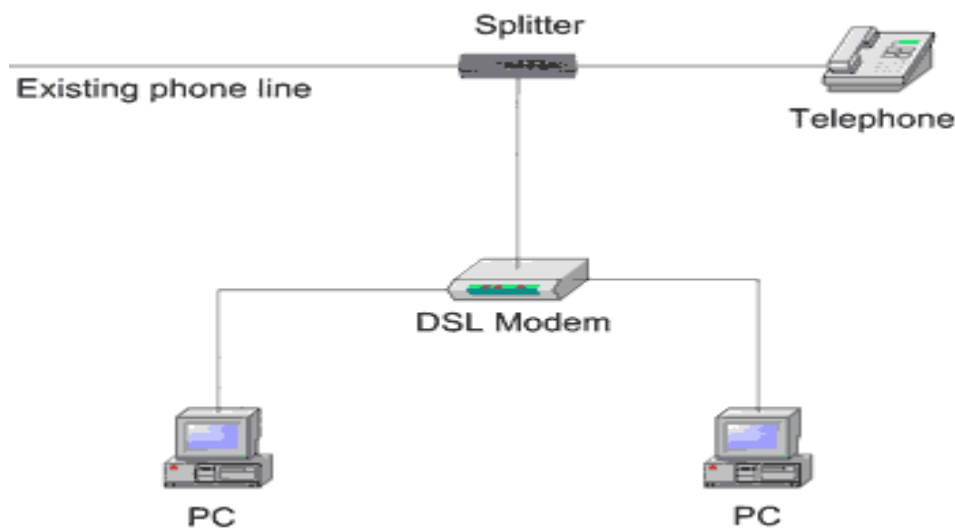 Splitter
Existing phone line
Telephone
DSL Modem
PC
PC